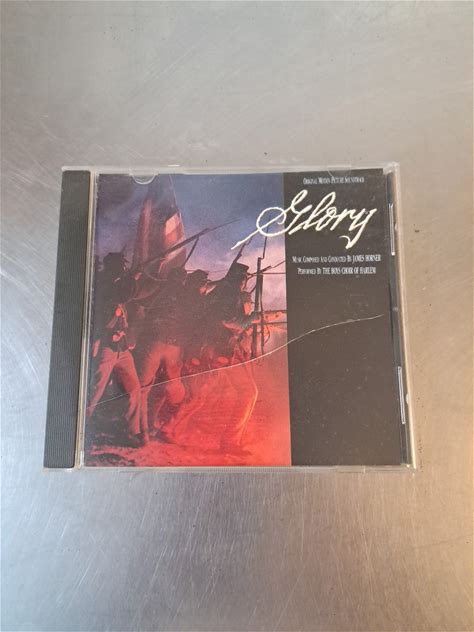 Original Motion Picture Soundtrack
Glory
Music Composed And Conducted By JAMES HORNER
Performed By THE BOYS CHOIR OF HARLEM